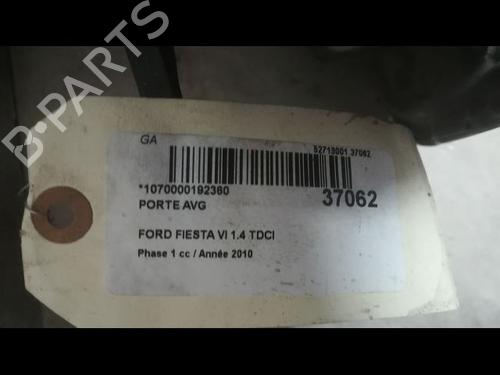 GA
52713001 37062
*1070000192360
37062
PORTE AVG
FORD FIESTA VI 1.4 TDCI
Phase 1 cc / Année 2010
B-PARTS